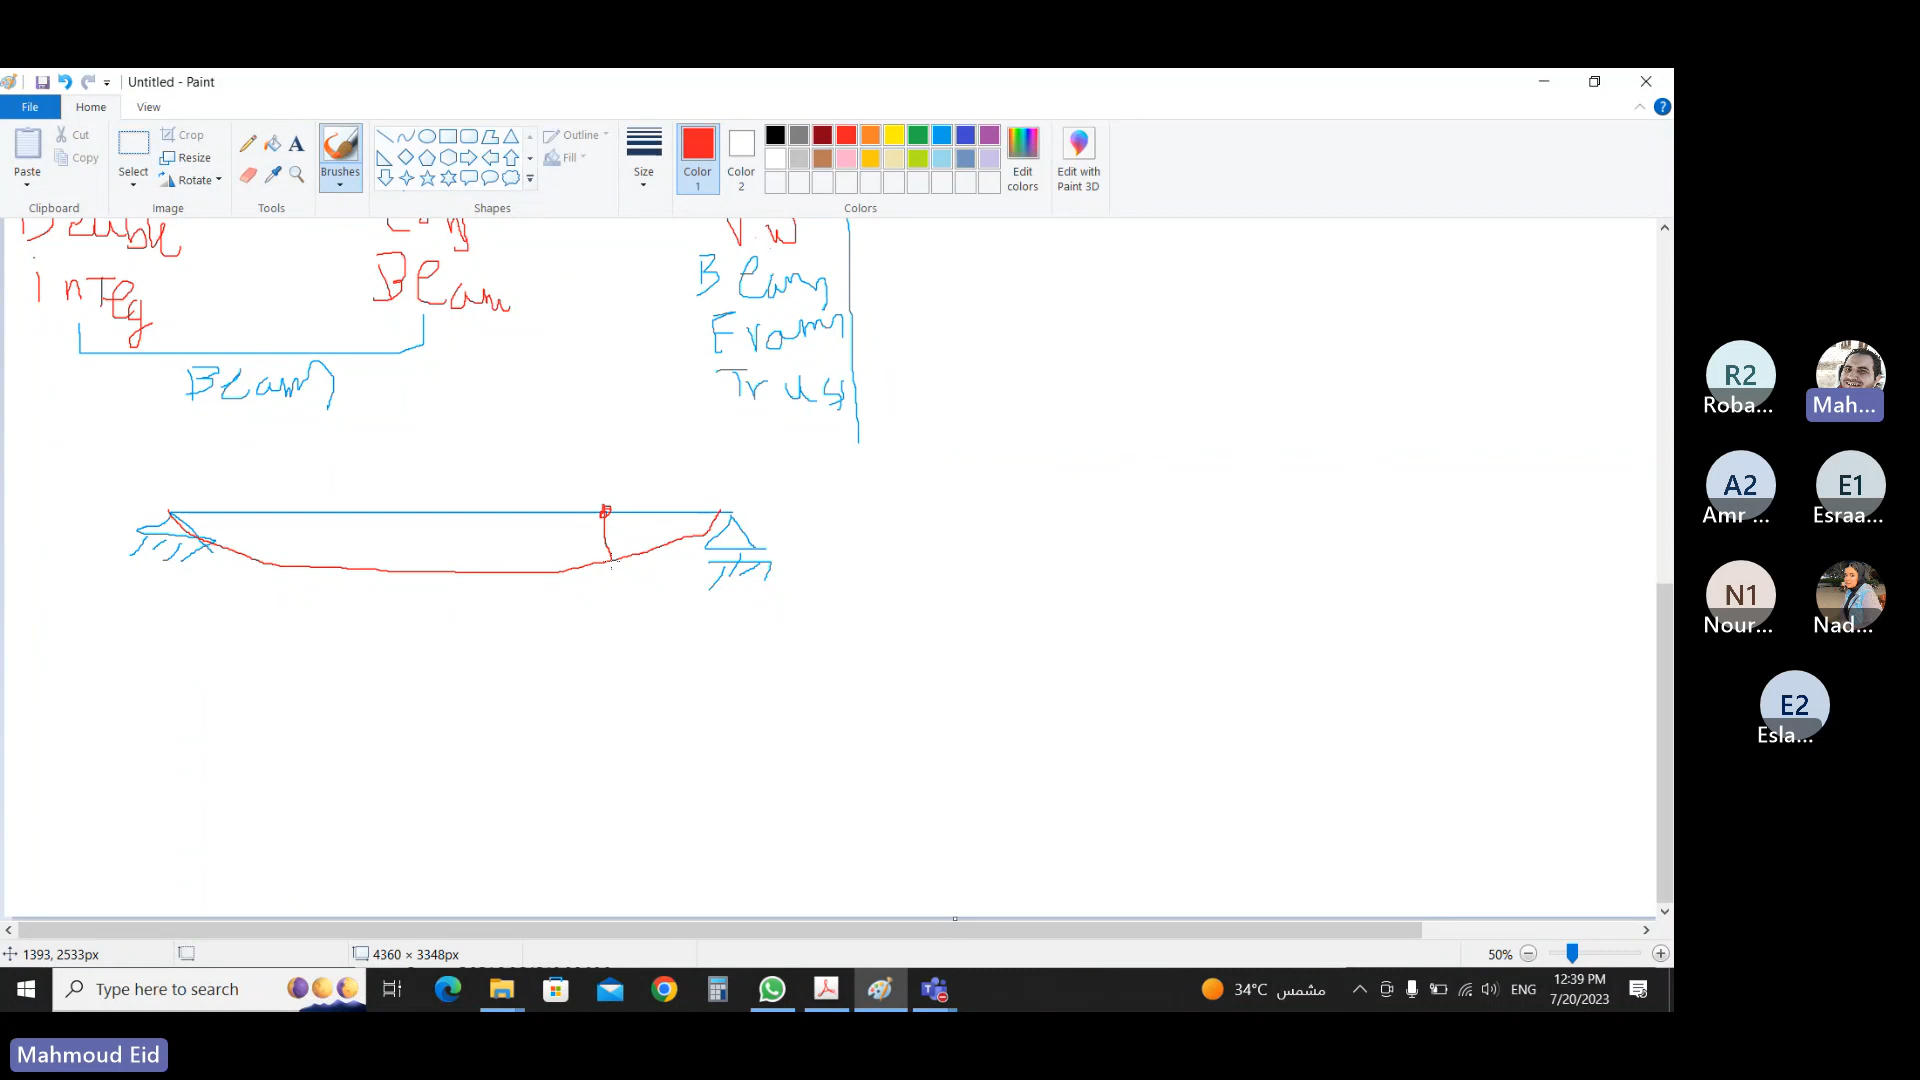 Untitled - Paint
File Home View
Paste Cut Copy
Select Crop Resize Rotate
Brushes
Outline Fill
Size
Color 1
Color 2
Edit colors
Edit with Paint 3D
Clipboard Image Tools Shapes Colors
integ
Beam
Beam
Beam
Fram
Trus
V.W
R2
Roba...
Mah...
A2
Amr ...
E1
Esraa...
N1
Nour...
Nad...
E2
Esla...
1393, 2533px
4360 × 3348px
50%
Type here to search
34°C مشمس
ENG
12:39 PM
7/20/2023
Mahmoud Eid